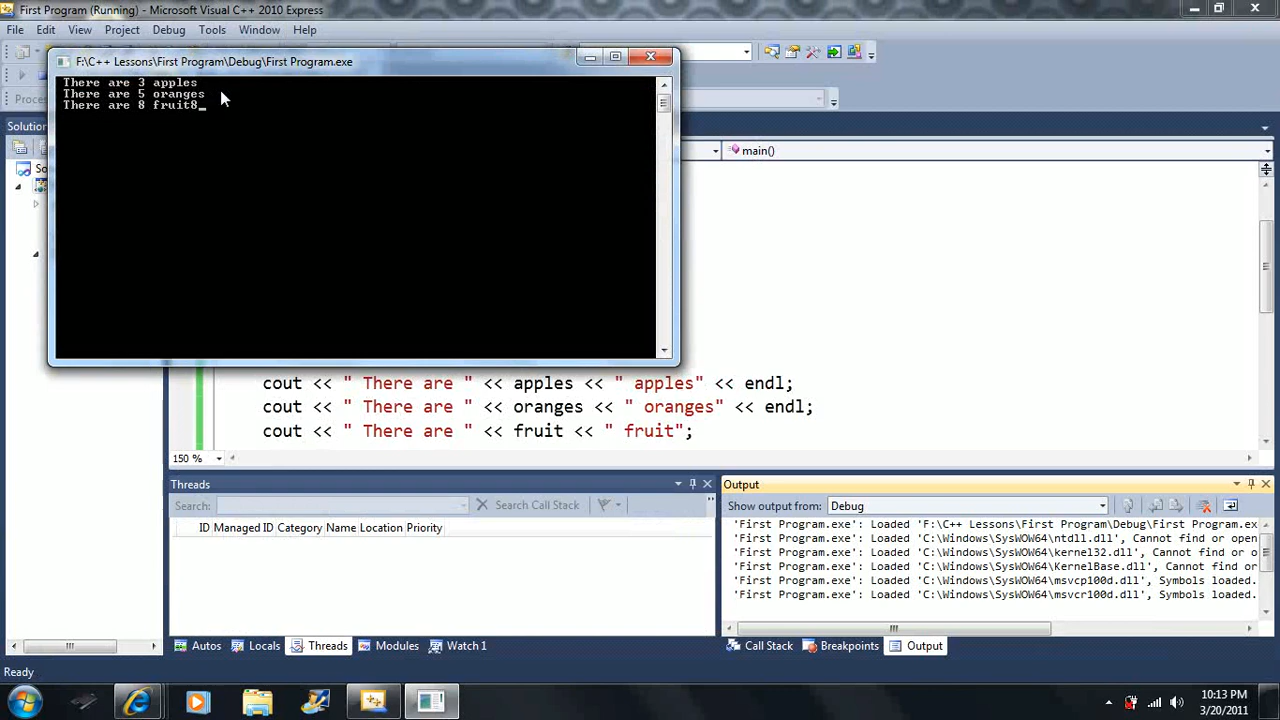 First Program (Running) - Microsoft Visual C++ 2010 Express
File Edit View Project Debug Tools Window Help
F:\C++ Lessons\First Program\Debug\First Program.exe
There are 3 apples
There are 5 oranges
There are 8 fruit8_
Proces
Solution
main()
So
cout << " There are " << apples << " apples" << endl;
cout << " There are " << oranges << " oranges" << endl;
cout << " There are " << fruit << " fruit";
150 %
Threads
Search: Search Call Stack
ID Managed ID Category Name Location Priority
Output
Show output from: Debug
'First Program.exe': Loaded 'F:\C++ Lessons\First Program\Debug\First Program.exe
'First Program.exe': Loaded 'C:\Windows\SysWOW64\ntdll.dll', Cannot find or open
'First Program.exe': Loaded 'C:\Windows\SysWOW64\kernel32.dll', Cannot find or o
'First Program.exe': Loaded 'C:\Windows\SysWOW64\KernelBase.dll', Cannot find or
'First Program.exe': Loaded 'C:\Windows\SysWOW64\msvcp100d.dll', Symbols loaded.
'First Program.exe': Loaded 'C:\Windows\SysWOW64\msvcr100d.dll', Symbols loaded.
Autos Locals Threads Modules Watch 1
Call Stack Breakpoints Output
Ready
10:13 PM
3/20/2011